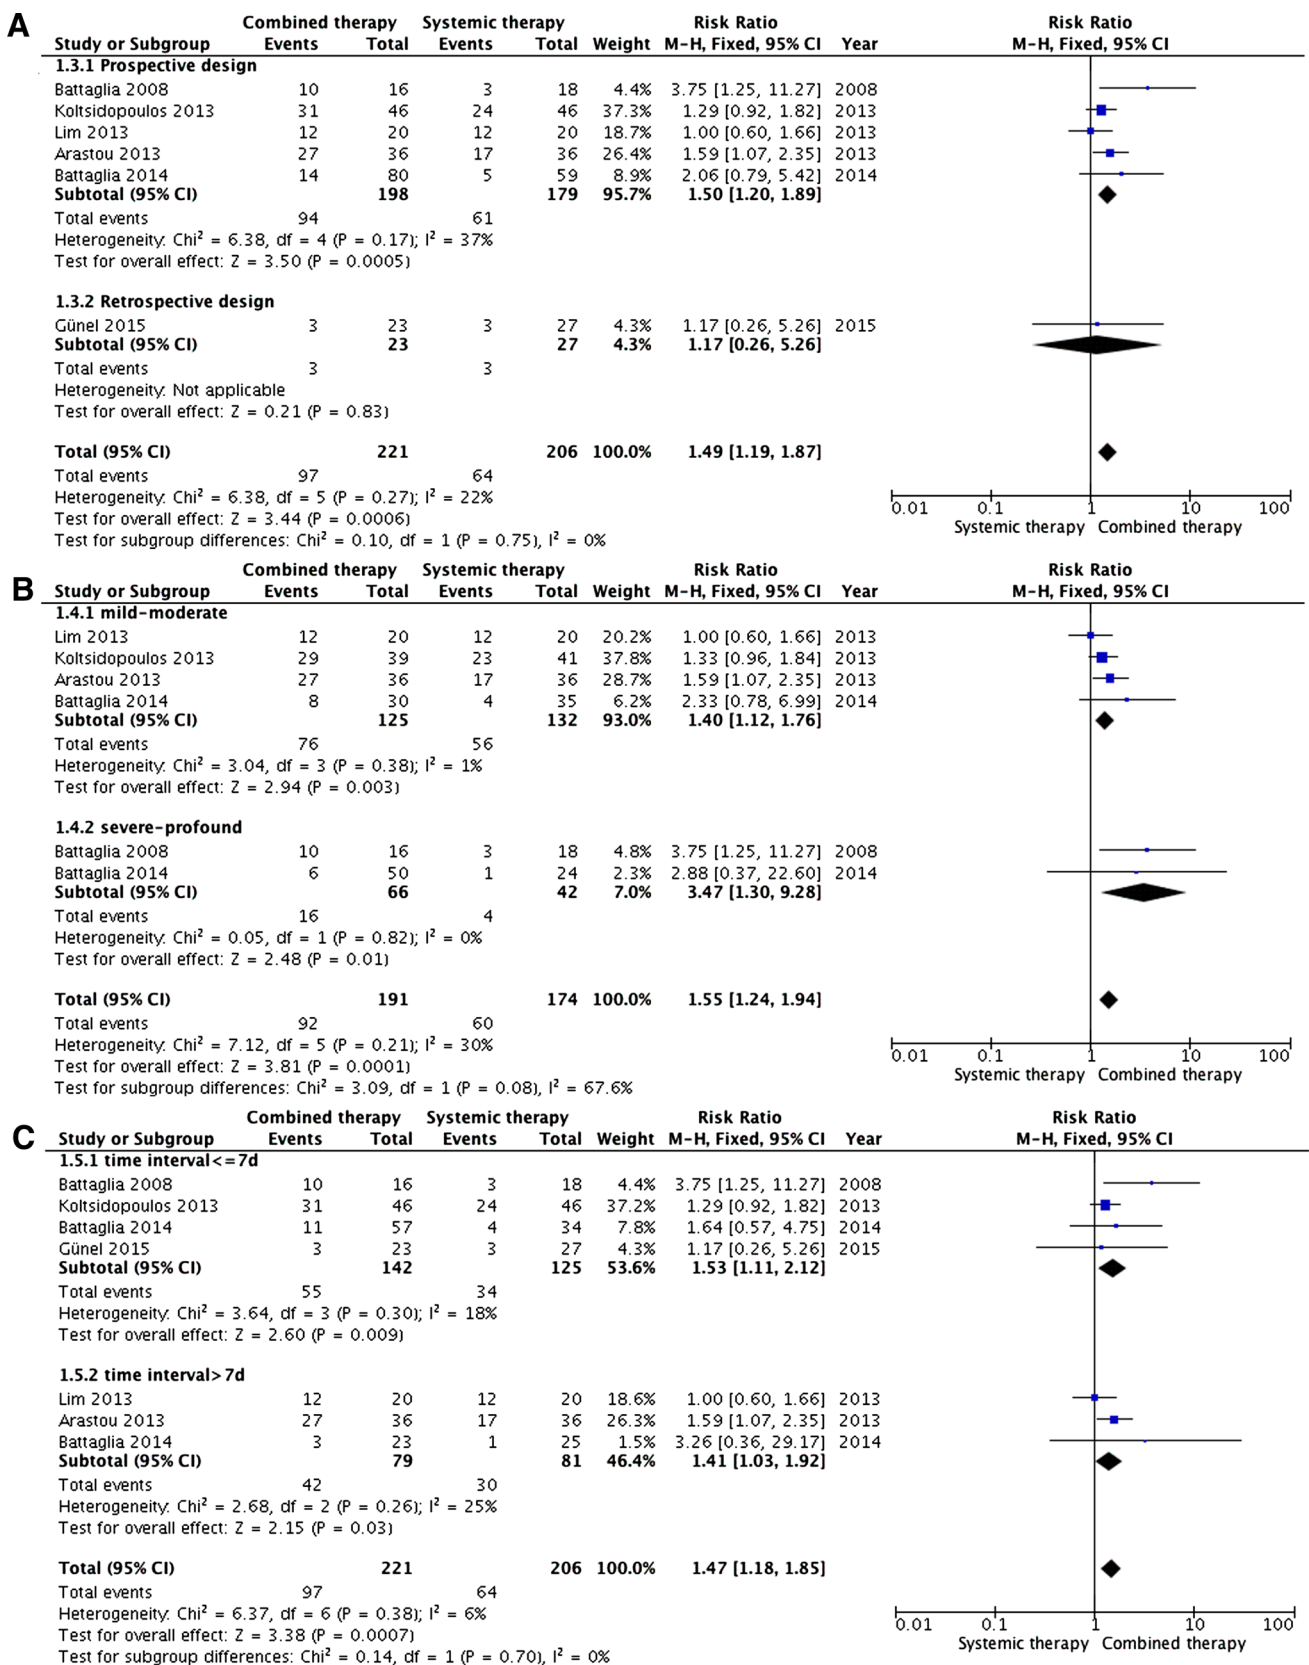 A
Combined therapy Systemic therapy Risk Ratio Risk Ratio
Study or Subgroup Events Total Events Total Weight M-H, Fixed, 95% CI Year M-H, Fixed, 95% CI
1.3.1 Prospective design
Battaglia 2008 10 16 3 18 4.4% 3.75 [1.25, 11.27] 2008
Koltsidopoulos 2013 31 46 24 46 37.3% 1.29 [0.92, 1.82] 2013
Lim 2013 12 20 12 20 18.7% 1.00 [0.60, 1.66] 2013
Arastou 2013 27 36 17 36 26.4% 1.59 [1.07, 2.35] 2013
Battaglia 2014 14 80 5 59 8.9% 2.06 [0.79, 5.42] 2014
Subtotal (95% CI) 198 179 95.7% 1.50 [1.20, 1.89]
Total events 94 61
Heterogeneity: Chi² = 6.38, df = 4 (P = 0.17); I² = 37%
Test for overall effect: Z = 3.50 (P = 0.0005)
1.3.2 Retrospective design
Günel 2015 3 23 3 27 4.3% 1.17 [0.26, 5.26] 2015
Subtotal (95% CI) 23 27 4.3% 1.17 [0.26, 5.26]
Total events 3 3
Heterogeneity: Not applicable
Test for overall effect: Z = 0.21 (P = 0.83)
Total (95% CI) 221 206 100.0% 1.49 [1.19, 1.87]
Total events 97 64
Heterogeneity: Chi² = 6.38, df = 5 (P = 0.27); I² = 22%
Test for overall effect: Z = 3.44 (P = 0.0006)
Test for subgroup differences: Chi² = 0.10, df = 1 (P = 0.75), I² = 0%
0.01 0.1 1 10 100
Systemic therapy Combined therapy
B
Combined therapy Systemic therapy Risk Ratio Risk Ratio
Study or Subgroup Events Total Events Total Weight M-H, Fixed, 95% CI Year M-H, Fixed, 95% CI
1.4.1 mild-moderate
Lim 2013 12 20 12 20 20.2% 1.00 [0.60, 1.66] 2013
Koltsidopoulos 2013 29 39 23 41 37.8% 1.33 [0.96, 1.84] 2013
Arastou 2013 27 36 17 36 28.7% 1.59 [1.07, 2.35] 2013
Battaglia 2014 8 30 4 35 6.2% 2.33 [0.78, 6.99] 2014
Subtotal (95% CI) 125 132 93.0% 1.40 [1.12, 1.76]
Total events 76 56
Heterogeneity: Chi² = 3.04, df = 3 (P = 0.38); I² = 1%
Test for overall effect: Z = 2.94 (P = 0.003)
1.4.2 severe-profound
Battaglia 2008 10 16 3 18 4.8% 3.75 [1.25, 11.27] 2008
Battaglia 2014 6 50 1 24 2.3% 2.88 [0.37, 22.60] 2014
Subtotal (95% CI) 66 42 7.0% 3.47 [1.30, 9.28]
Total events 16 4
Heterogeneity: Chi² = 0.05, df = 1 (P = 0.82); I² = 0%
Test for overall effect: Z = 2.48 (P = 0.01)
Total (95% CI) 191 174 100.0% 1.55 [1.24, 1.94]
Total events 92 60
Heterogeneity: Chi² = 7.12, df = 5 (P = 0.21); I² = 30%
Test for overall effect: Z = 3.81 (P = 0.0001)
Test for subgroup differences: Chi² = 3.09, df = 1 (P = 0.08), I² = 67.6%
0.01 0.1 1 10 100
Systemic therapy Combined therapy
C
Combined therapy Systemic therapy Risk Ratio Risk Ratio
Study or Subgroup Events Total Events Total Weight M-H, Fixed, 95% CI Year M-H, Fixed, 95% CI
1.5.1 time interval<=7d
Battaglia 2008 10 16 3 18 4.4% 3.75 [1.25, 11.27] 2008
Koltsidopoulos 2013 31 46 24 46 37.2% 1.29 [0.92, 1.82] 2013
Battaglia 2014 11 57 4 34 7.8% 1.64 [0.57, 4.75] 2014
Günel 2015 3 23 3 27 4.3% 1.17 [0.26, 5.26] 2015
Subtotal (95% CI) 142 125 53.6% 1.53 [1.11, 2.12]
Total events 55 34
Heterogeneity: Chi² = 3.64, df = 3 (P = 0.30); I² = 18%
Test for overall effect: Z = 2.60 (P = 0.009)
1.5.2 time interval>7d
Lim 2013 12 20 12 20 18.6% 1.00 [0.60, 1.66] 2013
Arastou 2013 27 36 17 36 26.3% 1.59 [1.07, 2.35] 2013
Battaglia 2014 3 23 1 25 1.5% 3.26 [0.36, 29.17] 2014
Subtotal (95% CI) 79 81 46.4% 1.41 [1.03, 1.92]
Total events 42 30
Heterogeneity: Chi² = 2.68, df = 2 (P = 0.26); I² = 25%
Test for overall effect: Z = 2.15 (P = 0.03)
Total (95% CI) 221 206 100.0% 1.47 [1.18, 1.85]
Total events 97 64
Heterogeneity: Chi² = 6.37, df = 6 (P = 0.38); I² = 6%
Test for overall effect: Z = 3.38 (P = 0.0007)
Test for subgroup differences: Chi² = 0.14, df = 1 (P = 0.70), I² = 0%
0.01 0.1 1 10 100
Systemic therapy Combined therapy